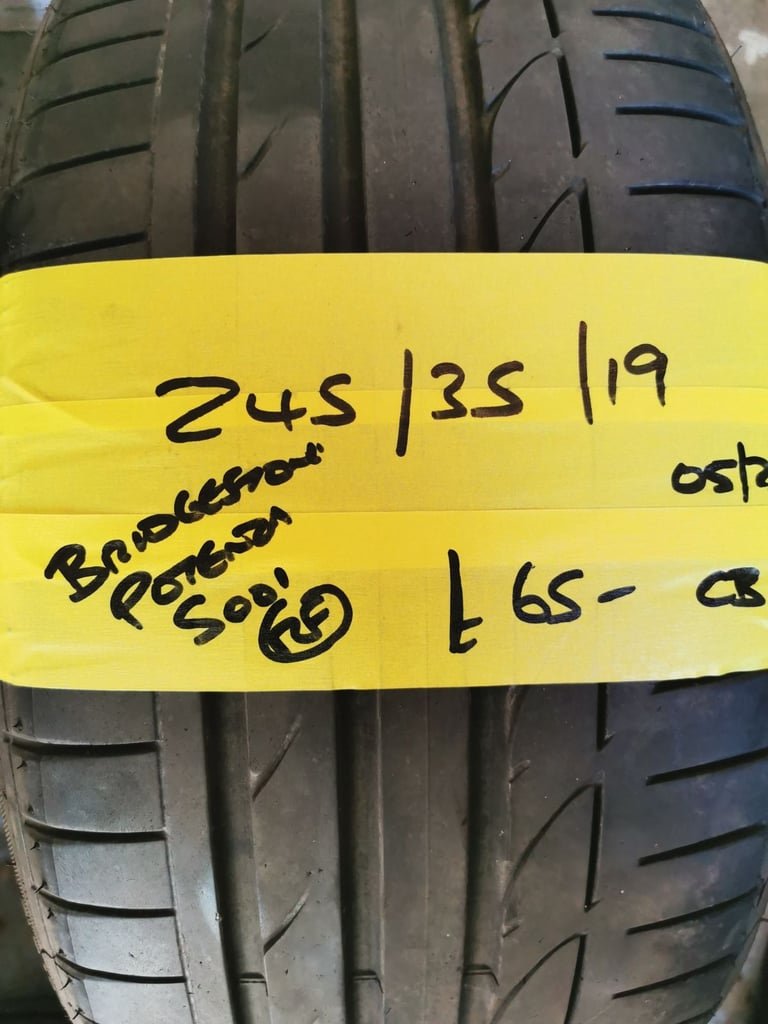 245/35/19
05/2
BRIDGESTONE
POTENZA
S001 RF
£65-
CB